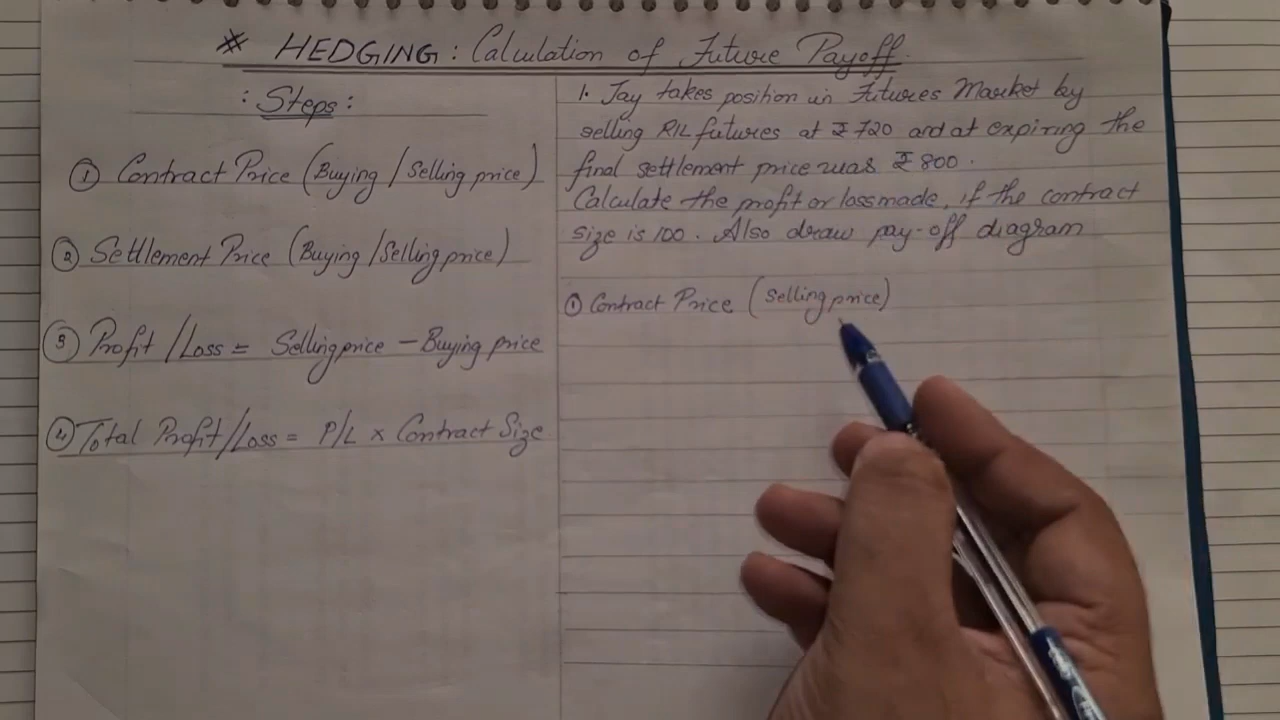 * HEDGING : Calculation of Future Payoff
: Steps :
① Contract Price (Buying / Selling price)
② Settlement Price (Buying / Selling price)
③ Profit / Loss = Selling price – Buying price
④ Total Profit / Loss = P/L × Contract Size
1. Jay takes position in Futures Market by
selling RIL futures at ₹ 720 and at expiring the
final settlement price was ₹ 800.
Calculate the profit or loss made, if the contract
size is 100. Also draw pay-off diagram
① Contract Price (Selling price)